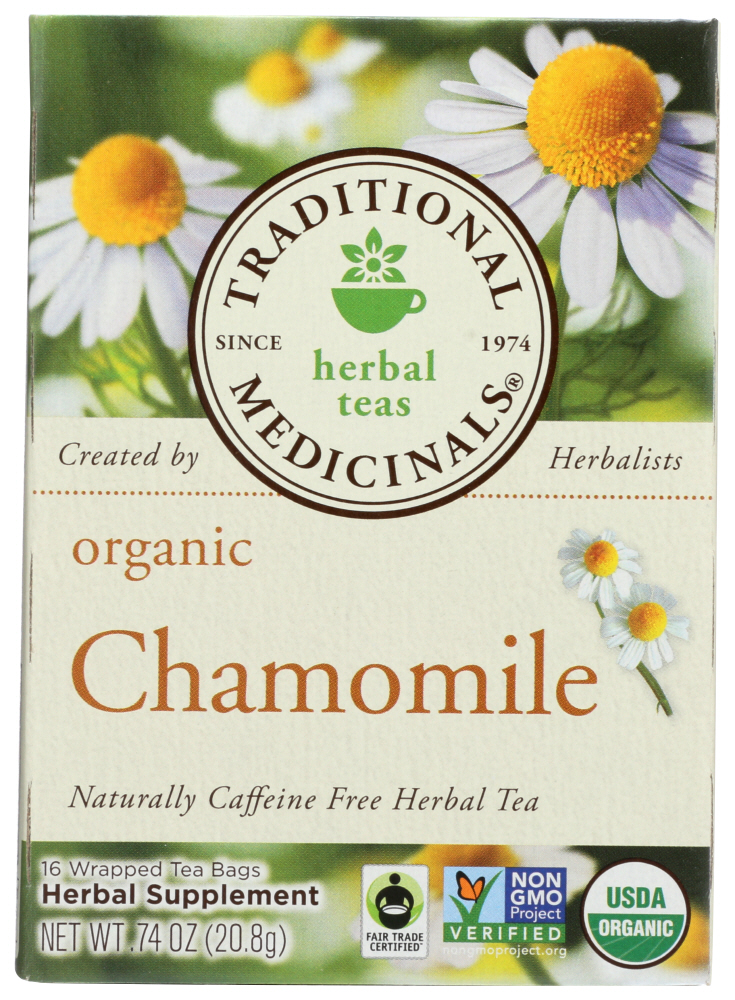 TRADITIONAL
SINCE 1974
herbal
teas
MEDICINALS®
Created by Herbalists
organic
Chamomile
Naturally Caffeine Free Herbal Tea
16 Wrapped Tea Bags
Herbal Supplement
NET WT .74 OZ (20.8g)
FAIR TRADE
CERTIFIED™
NON
GMO
Project
VERIFIED
nongmoproject.org
USDA
ORGANIC